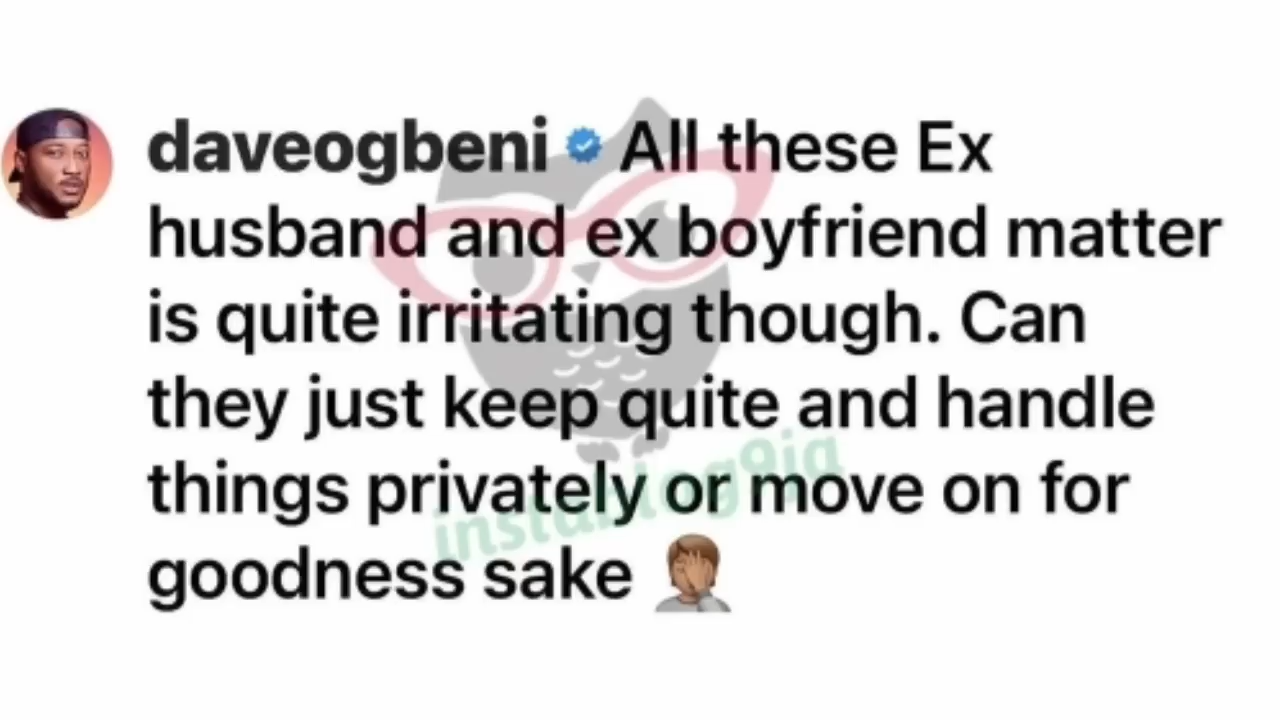 daveogbeni All these Ex
husband and ex boyfriend matter
is quite irritating though. Can
they just keep quite and handle
things privately or move on for
goodness sake 🤦🏽
instablog9ja